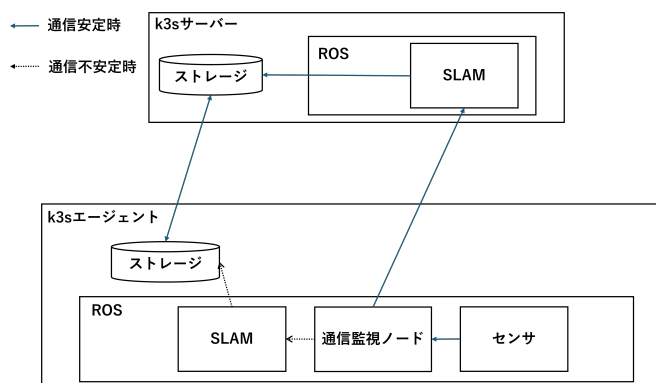 通信安定時
通信不安定時
k3sサーバー
ストレージ
ROS
SLAM
k3sエージェント
ストレージ
ROS
SLAM
通信監視ノード
センサ